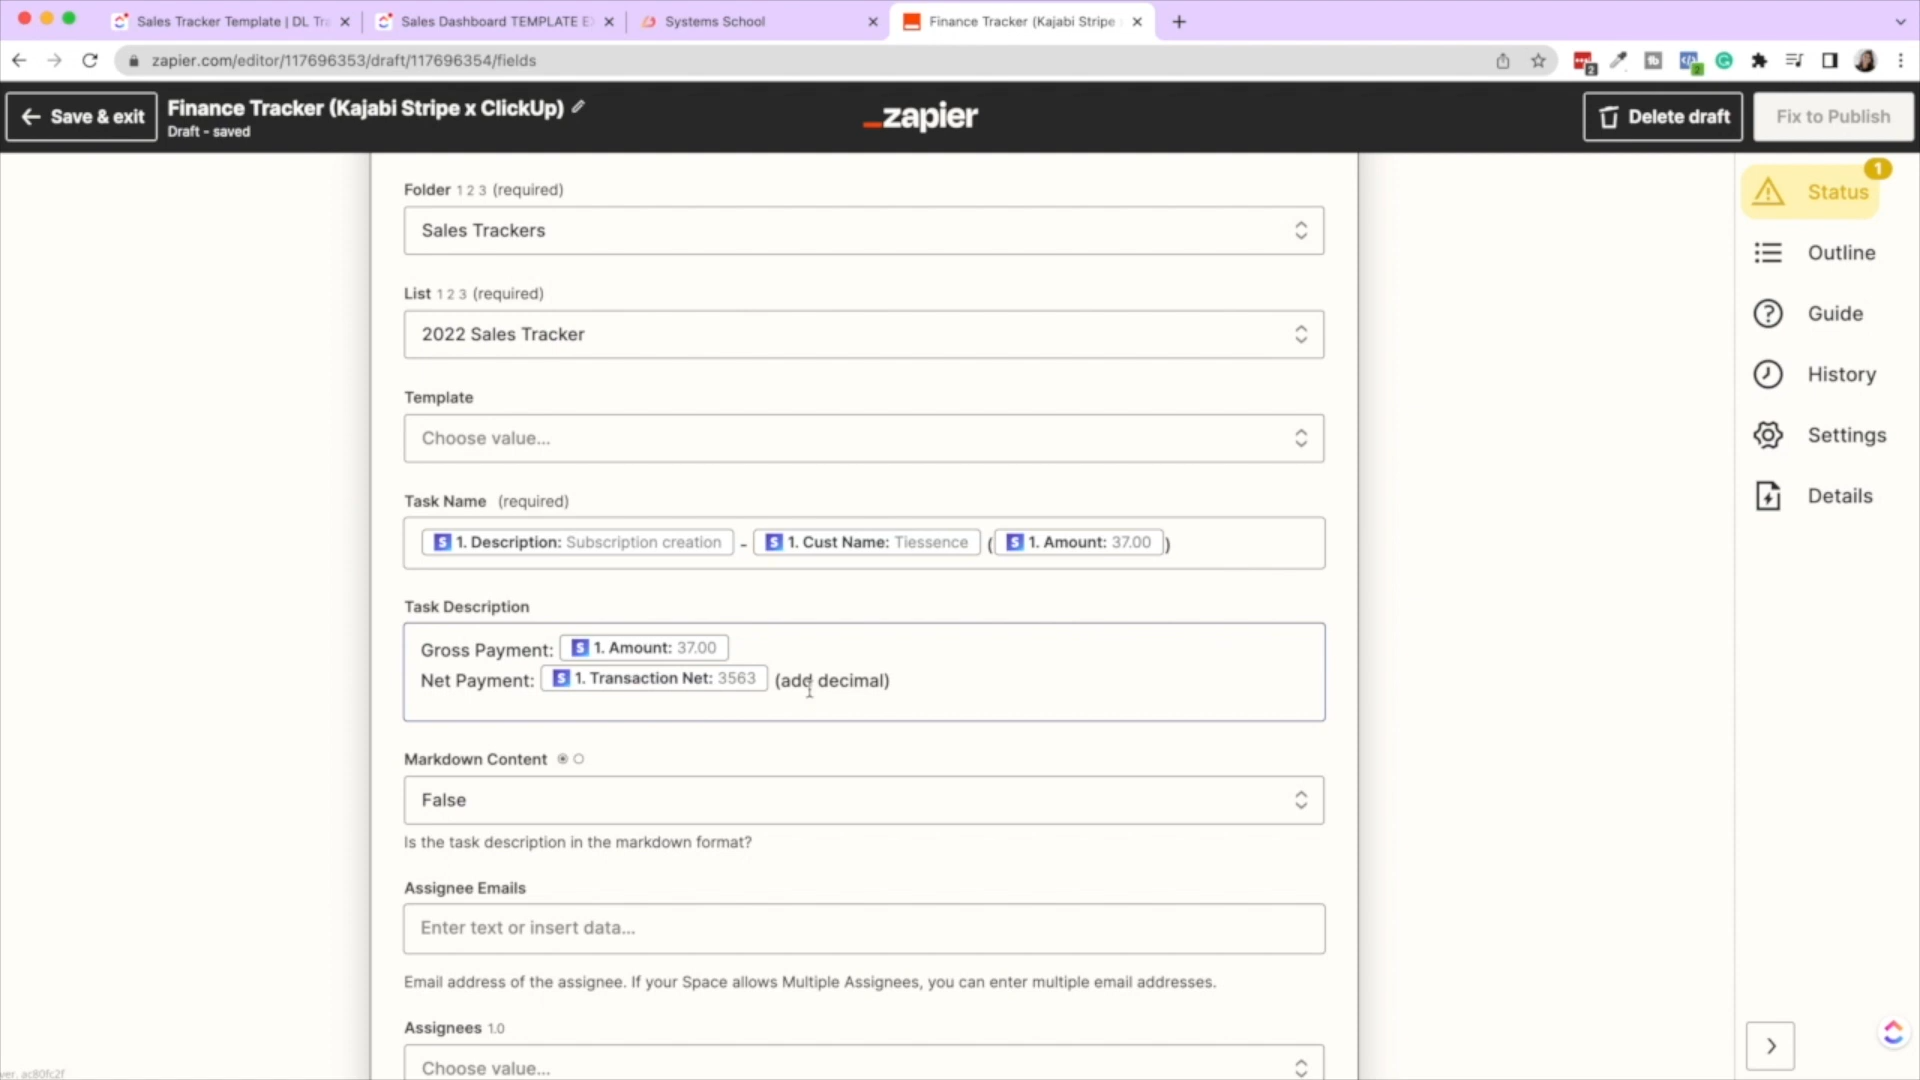 Sales Tracker Template | DL Tra
Sales Dashboard TEMPLATE E
Systems School
Finance Tracker (Kajabi Stripe
zapier.com/editor/117696353/draft/117696354/fields
2
2
Save & exit
Finance Tracker (Kajabi Stripe x ClickUp)
Draft - saved
_zapier
Delete draft
Fix to Publish
Folder 1 2 3 (required)
Sales Trackers
List 1 2 3 (required)
2022 Sales Tracker
Template
Choose value...
Task Name (required)
S 1. Description: Subscription creation - S 1. Cust Name: Tiessence ( S 1. Amount: 37.00 )
Task Description
Gross Payment: S 1. Amount: 37.00
Net Payment: S 1. Transaction Net: 3563 (add decimal)
Markdown Content
False
Is the task description in the markdown format?
Assignee Emails
Enter text or insert data...
Email address of the assignee. If your Space allows Multiple Assignees, you can enter multiple email addresses.
Assignees 1.0
Choose value...
1
Status
Outline
Guide
History
Settings
Details
ver. ac80fc2f